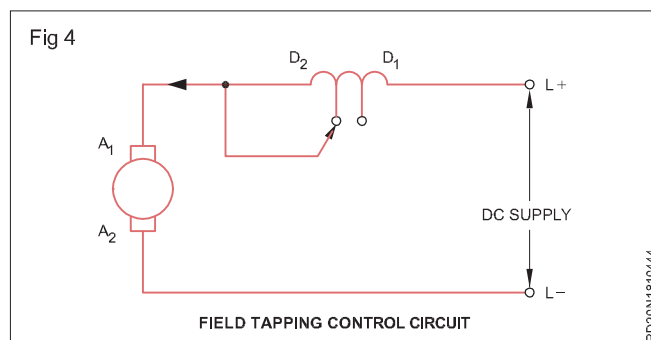 Fig 4
D2 D1
L+
A1
A2
DC SUPPLY
L−
FIELD TAPPING CONTROL CIRCUIT